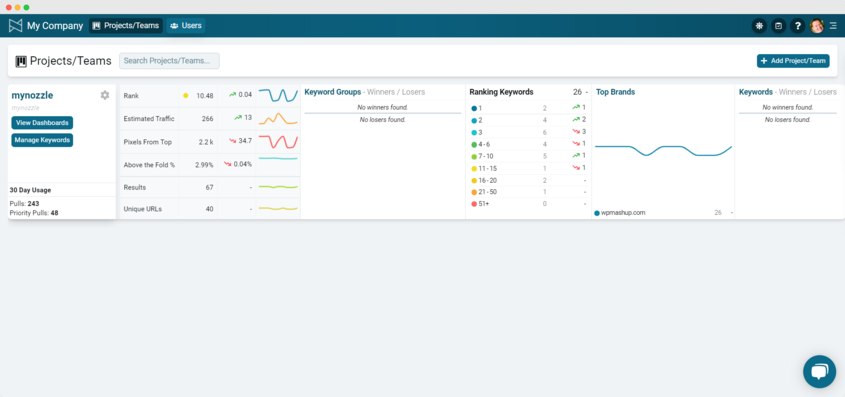 My Company
Projects/Teams
Users
Projects/Teams
Search Projects/Teams...
Add Project/Team
mynozzle
mynozzle
View Dashboards
Manage Keywords
30 Day Usage
Pulls: 243
Priority Pulls: 48
Rank 10.48 0.04
Estimated Traffic 266 13
Pixels From Top 2.2 k 34.7
Above the Fold % 2.99% 0.04%
Results 67 -
Unique URLs 40 -
Keyword Groups - Winners / Losers
No winners found.
No losers found.
Ranking Keywords 26 -
1 2 1
2 4 2
3 6 3
4 - 6 4 1
7 - 10 5 1
11 - 15 1 1
16 - 20 2 -
21 - 50 1 -
51+ 0 -
Top Brands
wpmashup.com 26 -
Keywords - Winners / Losers
No winners found.
No losers found.